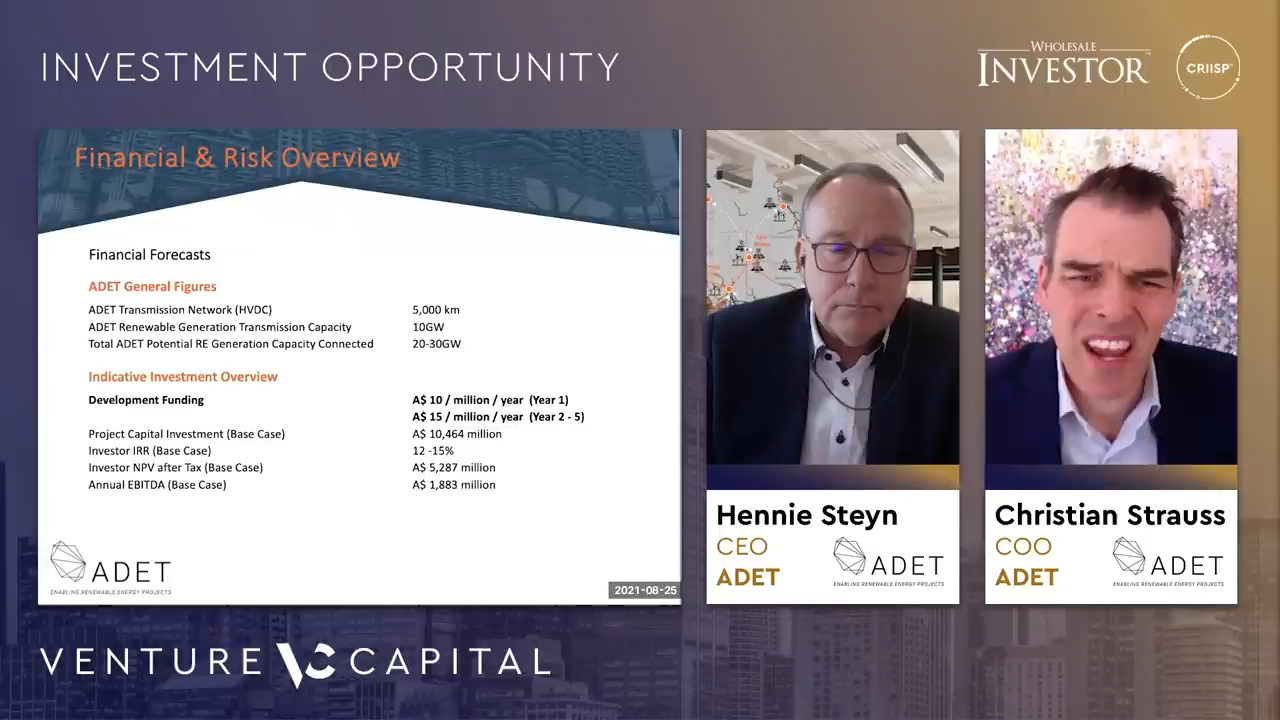 INVESTMENT OPPORTUNITY
WHOLESALE
INVESTOR
CRIISP
Financial & Risk Overview
Financial Forecasts
ADET General Figures
ADET Transmission Network (HVDC) 5,000 km
ADET Renewable Generation Transmission Capacity 10GW
Total ADET Potential RE Generation Capacity Connected 20-30GW
Indicative Investment Overview
Development Funding A$ 10 / million / year (Year 1)
A$ 15 / million / year (Year 2 - 5)
Project Capital Investment (Base Case) A$ 10,464 million
Investor IRR (Base Case) 12 -15%
Investor NPV after Tax (Base Case) A$ 5,287 million
Annual EBITDA (Base Case) A$ 1,883 million
ADET
ENABLING RENEWABLE ENERGY PROJECTS
2021-08-25
Hennie Steyn
CEO
ADET
ADET
ENABLING RENEWABLE ENERGY PROJECTS
Christian Strauss
COO
ADET
ADET
ENABLING RENEWABLE ENERGY PROJECTS
VENTURE VC CAPITAL